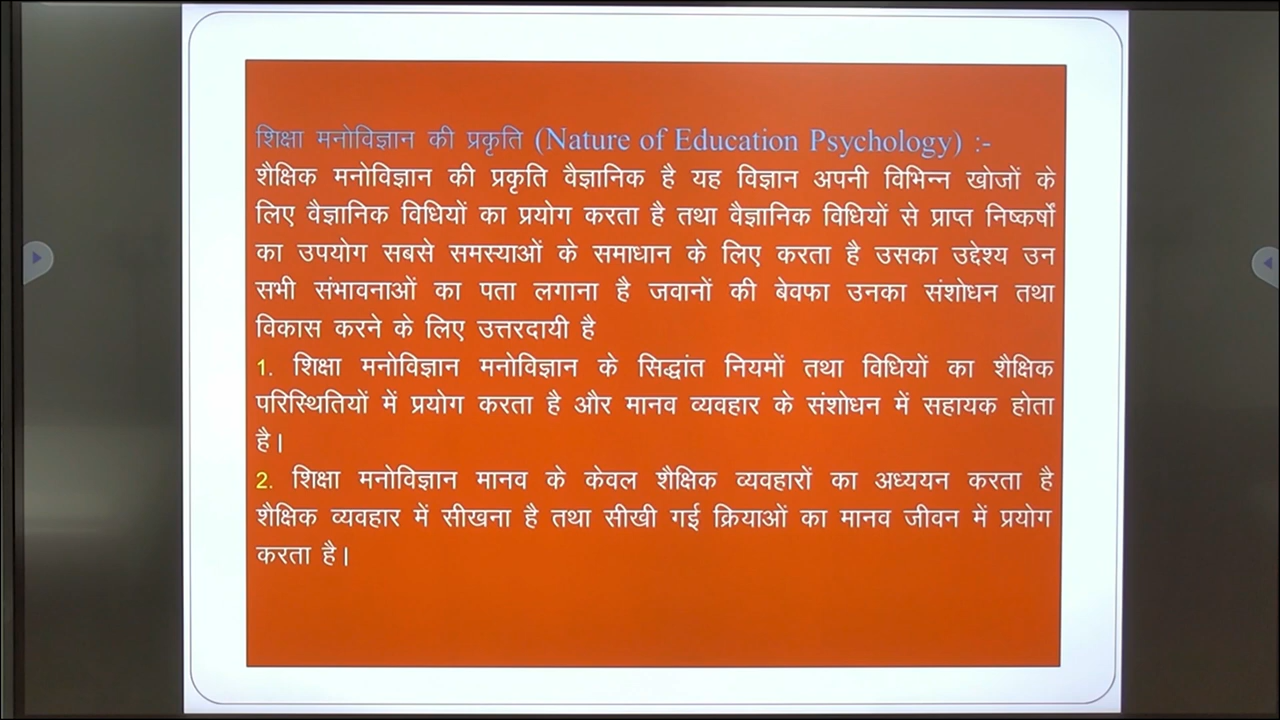 शिक्षा मनोविज्ञान की प्रकृति (Nature of Education Psychology) :-
शैक्षिक मनोविज्ञान की प्रकृति वैज्ञानिक है यह विज्ञान अपनी विभिन्न खोजों के
लिए वैज्ञानिक विधियों का प्रयोग करता है तथा वैज्ञानिक विधियों से प्राप्त निष्कर्षों
का उपयोग सबसे समस्याओं के समाधान के लिए करता है उसका उद्देश्य उन
सभी संभावनाओं का पता लगाना है जवानों की बेवफा उनका संशोधन तथा
विकास करने के लिए उत्तरदायी है
1. शिक्षा मनोविज्ञान मनोविज्ञान के सिद्धांत नियमों तथा विधियों का शैक्षिक
परिस्थितियों में प्रयोग करता है और मानव व्यवहार के संशोधन में सहायक होता
है।
2. शिक्षा मनोविज्ञान मानव के केवल शैक्षिक व्यवहारों का अध्ययन करता है
शैक्षिक व्यवहार में सीखना है तथा सीखी गई क्रियाओं का मानव जीवन में प्रयोग
करता है।